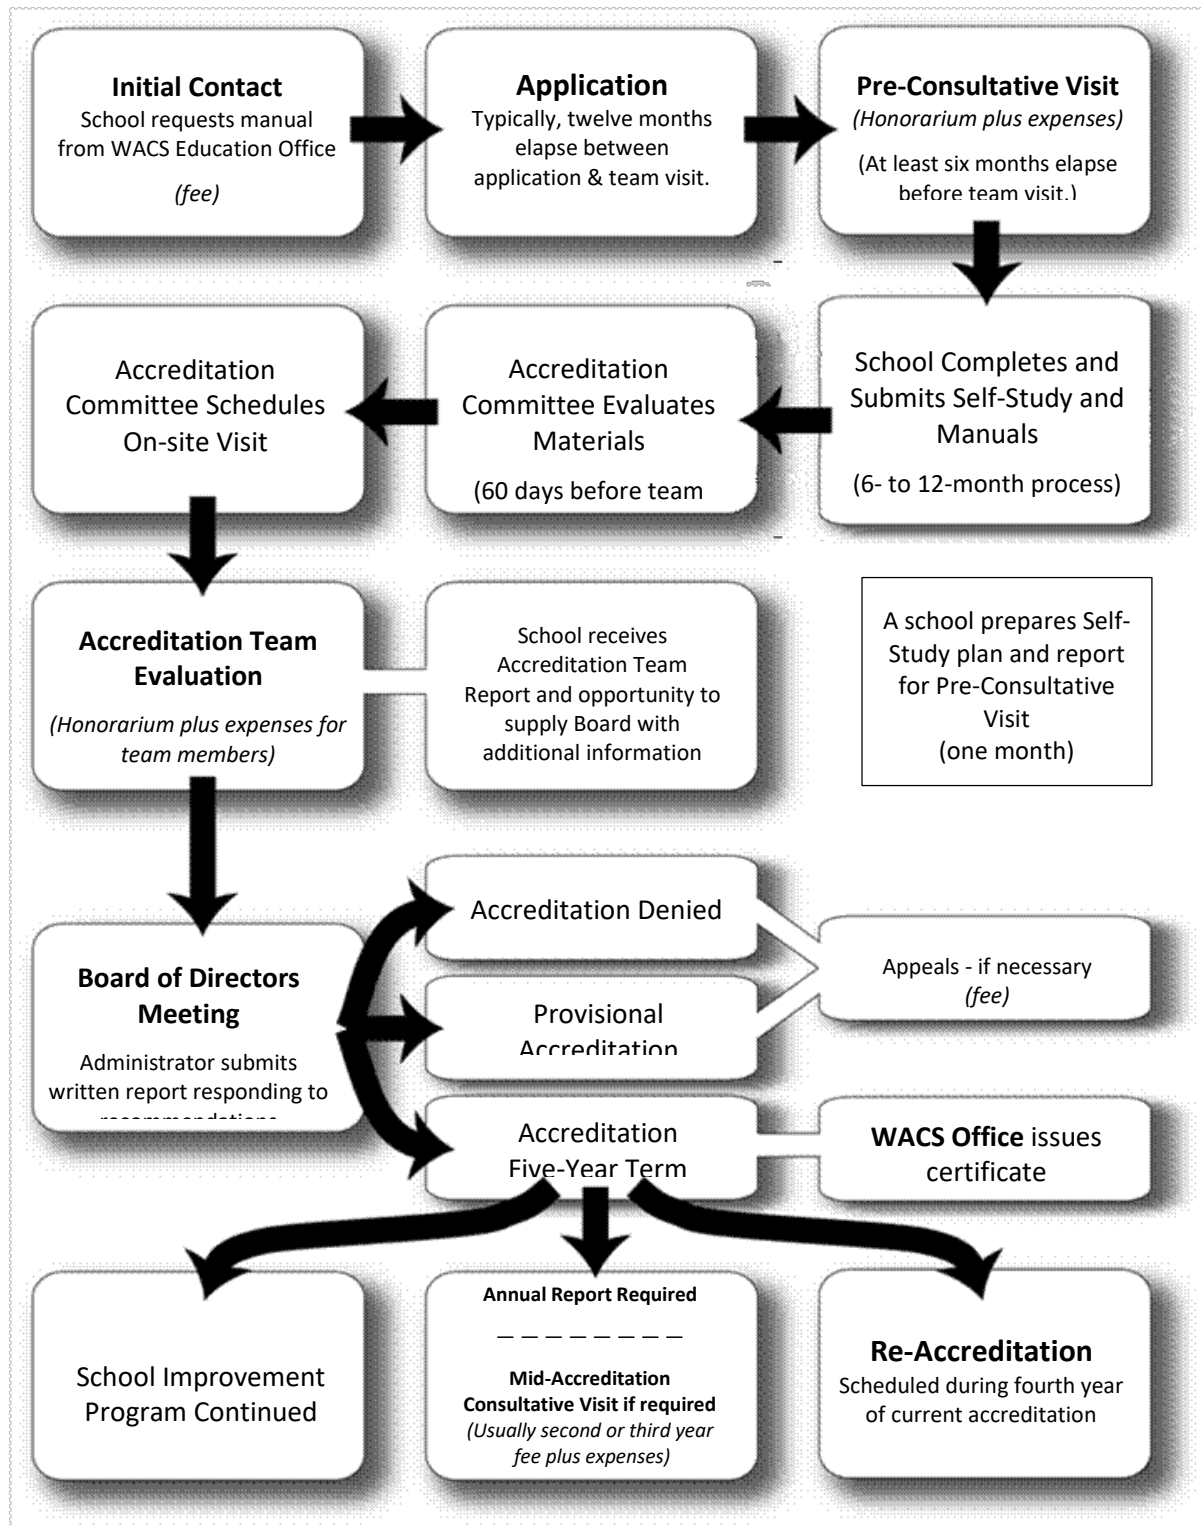 Initial Contact
School requests manual
from WACS Education Office
(fee)
Application
Typically, twelve months
elapse between
application & team visit.
Pre-Consultative Visit
(Honorarium plus expenses)
(At least six months elapse
before team visit.)
School Completes and
Submits Self-Study and
Manuals
(6- to 12-month process)
Accreditation
Committee Evaluates
Materials
(60 days before team
Accreditation
Committee Schedules
On-site Visit
Accreditation Team
Evaluation
(Honorarium plus expenses for
team members)
School receives
Accreditation Team
Report and opportunity to
supply Board with
additional information
A school prepares Self-
Study plan and report
for Pre-Consultative
Visit
(one month)
Board of Directors
Meeting
Administrator submits
written report responding to
recommendations
Accreditation Denied
Provisional
Accreditation
Accreditation
Five-Year Term
Appeals - if necessary
(fee)
WACS Office issues
certificate
School Improvement
Program Continued
Annual Report Required
_ _ _ _ _ _ _ _
Mid-Accreditation
Consultative Visit if required
(Usually second or third year
fee plus expenses)
Re-Accreditation
Scheduled during fourth year
of current accreditation